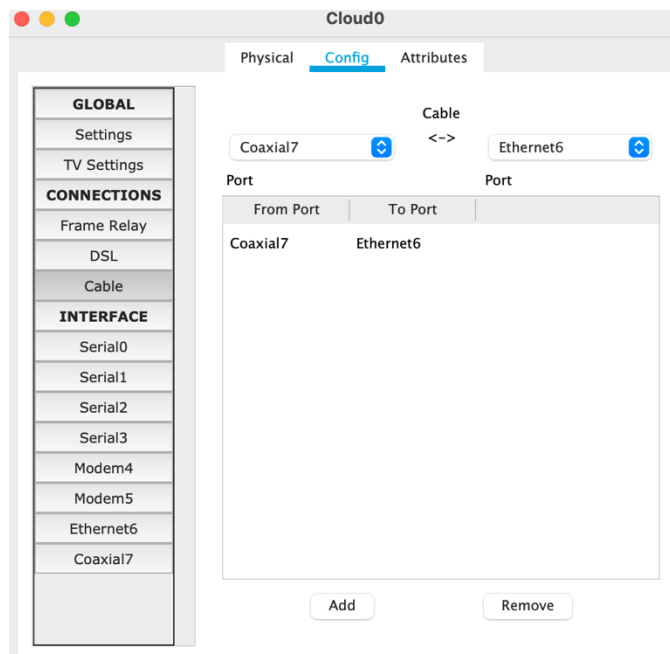 Cloud0
Physical Config Attributes
GLOBAL
Settings
TV Settings
CONNECTIONS
Frame Relay
DSL
Cable
INTERFACE
Serial0
Serial1
Serial2
Serial3
Modem4
Modem5
Ethernet6
Coaxial7
Cable
Coaxial7 <-> Ethernet6
Port Port
From Port To Port
Coaxial7 Ethernet6
Add Remove